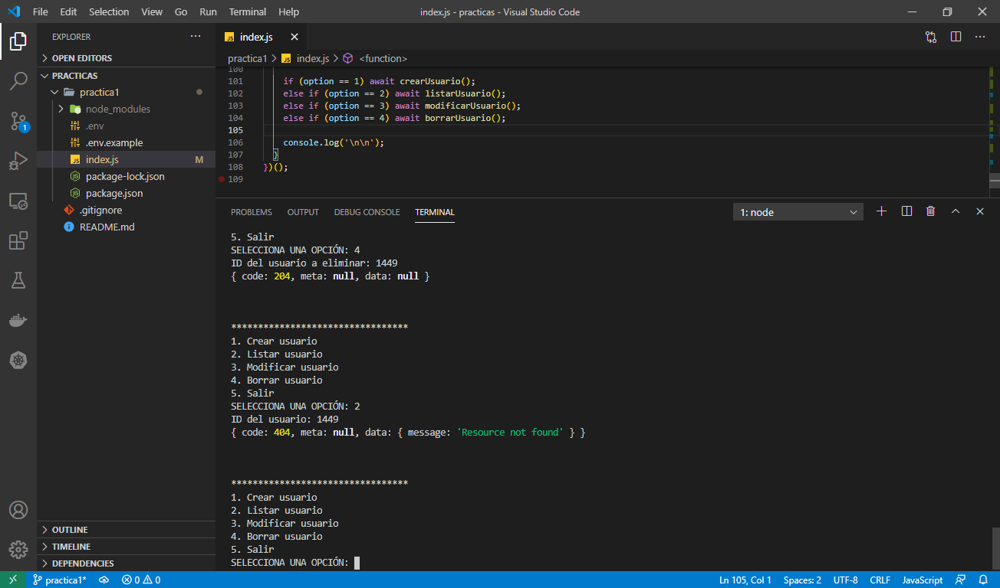 File Edit Selection View Go Run Terminal Help
index.js - practicas - Visual Studio Code
EXPLORER
OPEN EDITORS
PRACTICAS
practica1
node_modules
.env
.env.example
index.js M
package-lock.json
package.json
.gitignore
README.md
OUTLINE
TIMELINE
DEPENDENCIES
1
JS index.js
practica1 > JS index.js > <function>
100
101 if (option == 1) await crearUsuario();
102 else if (option == 2) await listarUsuario();
103 else if (option == 3) await modificarUsuario();
104 else if (option == 4) await borrarUsuario();
105
106 console.log('\n\n');
107 }
108 })();
109
PROBLEMS OUTPUT DEBUG CONSOLE TERMINAL
1: node
5. Salir
SELECCIONA UNA OPCIÓN: 4
ID del usuario a eliminar: 1449
{ code: 204, meta: null, data: null }
*********************************
1. Crear usuario
2. Listar usuario
3. Modificar usuario
4. Borrar usuario
5. Salir
SELECCIONA UNA OPCIÓN: 2
ID del usuario: 1449
{ code: 404, meta: null, data: { message: 'Resource not found' } }
*********************************
1. Crear usuario
2. Listar usuario
3. Modificar usuario
4. Borrar usuario
5. Salir
SELECCIONA UNA OPCIÓN:
practica1* 0 0 Ln 105, Col 1 Spaces: 2 UTF-8 CRLF JavaScript